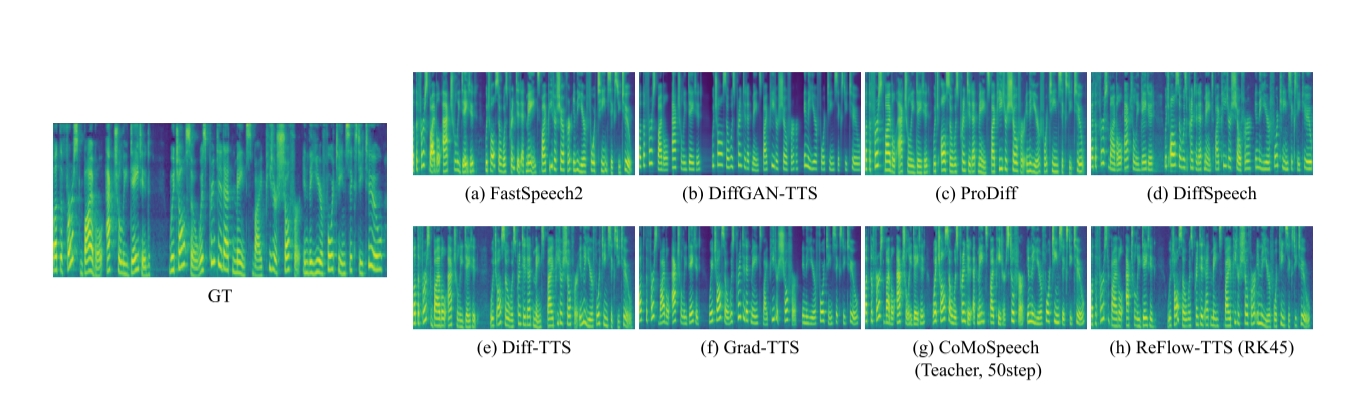 GT
(a) FastSpeech2
(b) DiffGAN-TTS
(c) ProDiff
(d) DiffSpeech
(e) Diff-TTS
(f) Grad-TTS
(g) CoMoSpeech
(Teacher, 50step)
(h) ReFlow-TTS (RK45)